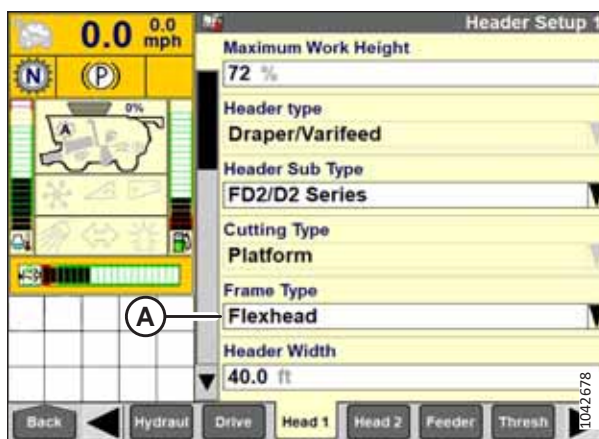 0.0 0.0 mph
N (P)
0%
A
Header Setup 1
Maximum Work Height
72 %
Header type
Draper/Varifeed
Header Sub Type
FD2/D2 Series
Cutting Type
Platform
Frame Type
A
Flexhead
Header Width
40.0 ft
Back Hydraul Drive Head 1 Head 2 Feeder Thresh
1042678